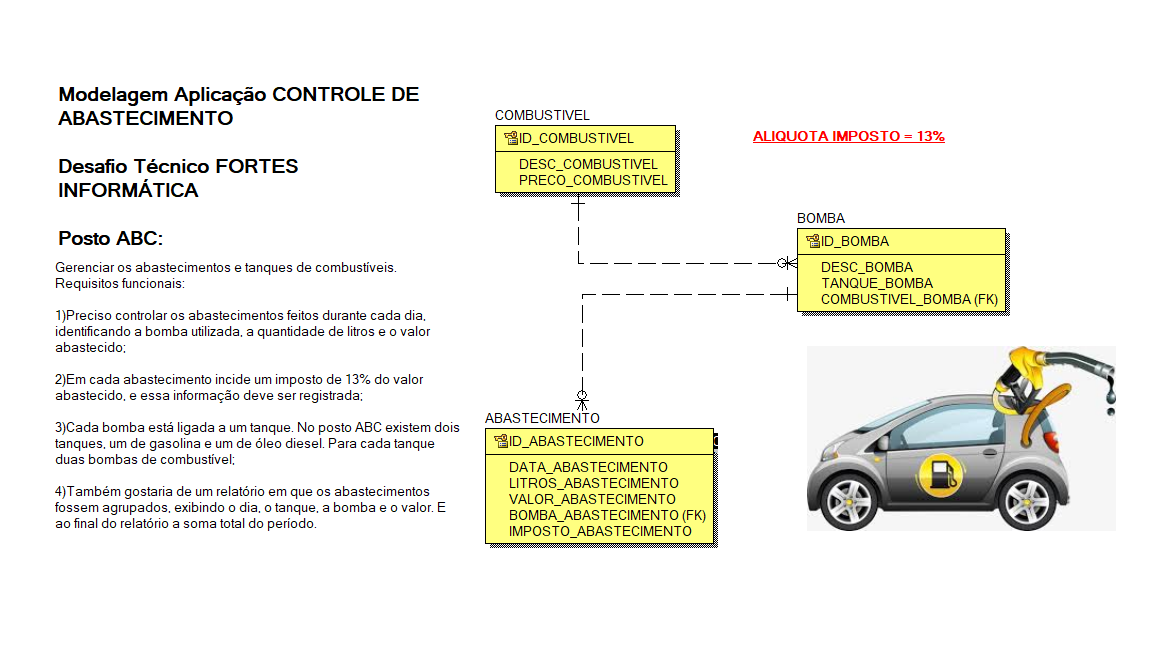 Modelagem Aplicação CONTROLE DE
ABASTECIMENTO
Desafio Técnico FORTES
INFORMÁTICA
Posto ABC:
Gerenciar os abastecimentos e tanques de combustíveis.
Requisitos funcionais:
1)Preciso controlar os abastecimentos feitos durante cada dia,
identificando a bomba utilizada, a quantidade de litros e o valor
abastecido;
2)Em cada abastecimento incide um imposto de 13% do valor
abastecido, e essa informação deve ser registrada;
3)Cada bomba está ligada a um tanque. No posto ABC existem dois
tanques, um de gasolina e um de óleo diesel. Para cada tanque
duas bombas de combustível;
4)Também gostaria de um relatório em que os abastecimentos
fossem agrupados, exibindo o dia, o tanque, a bomba e o valor. E
ao final do relatório a soma total do período.
COMBUSTIVEL
ID_COMBUSTIVEL
DESC_COMBUSTIVEL
PRECO_COMBUSTIVEL
ALIQUOTA IMPOSTO = 13%
BOMBA
ID_BOMBA
DESC_BOMBA
TANQUE_BOMBA
COMBUSTIVEL_BOMBA (FK)
ABASTECIMENTO
ID_ABASTECIMENTO
DATA_ABASTECIMENTO
LITROS_ABASTECIMENTO
VALOR_ABASTECIMENTO
BOMBA_ABASTECIMENTO (FK)
IMPOSTO_ABASTECIMENTO